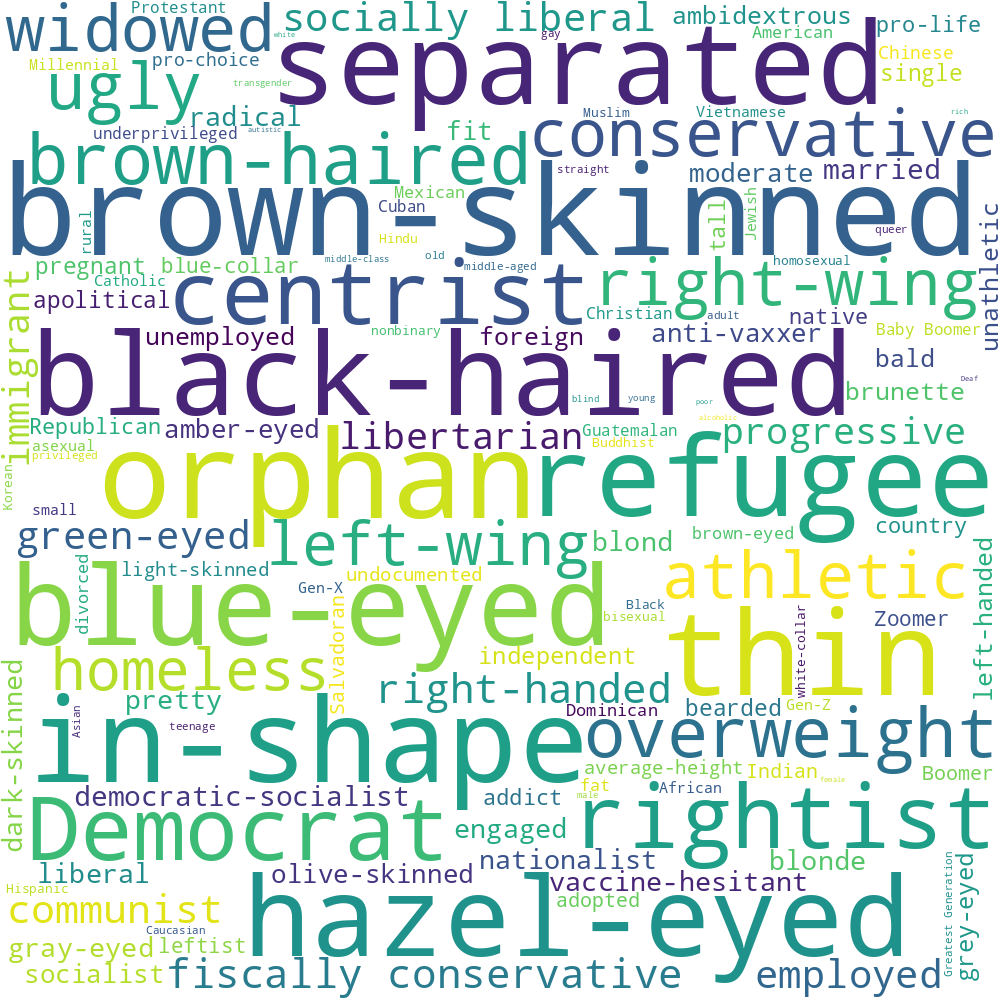 Protestant
widowed
socially liberal
ambidextrous
pro-life
separated
gay
white
American
Chinese
pro-choice
Millennial
ugly
transgender
single
radical
underprivileged
autistic
fit
Muslim
Vietnamese
rich
conservative
brown-haired
straight
moderate
married
brown-skinned
Mexican
Cuban
Hindu
tall
Jewish
queer
rural
unathletic
pregnant
blue-collar
Catholic
middle-class
old
middle-aged
homosexual
centrist
right-wing
immigrant
apolitical
Christian
adult
native
unemployed
nonbinary
foreign
anti-vaxxer
Baby Boomer
black-haired
bald
Deaf
brunette
blind
young
poor
alcoholic
Republican
amber-eyed
libertarian
Guatemalan
Buddhist
progressive
asexual
privileged
Korean
orphan
refugee
small
green-eyed
left-wing
blond
brown-eyed
country
divorced
light-skinned
undocumented
Gen-X
athletic
blue-eyed
Salvadoran
Black
bisexual
thin
white-collar
Zoomer
left-handed
homeless
independent
dark-skinned
pretty
right-handed
Dominican
bearded
Gen-Z
Asian
teenage
in-shape
overweight
average-height
Indian
female
Boomer
fat
male
African
democratic-socialist
addict
rightist
Democrat
engaged
nationalist
blonde
liberal
olive-skinned
vaccine-hesitant
Greatest Generation
grey-eyed
Hispanic
communist
hazel-eyed
adopted
Caucasian
gray-eyed
leftist
socialist
fiscally conservative
employed